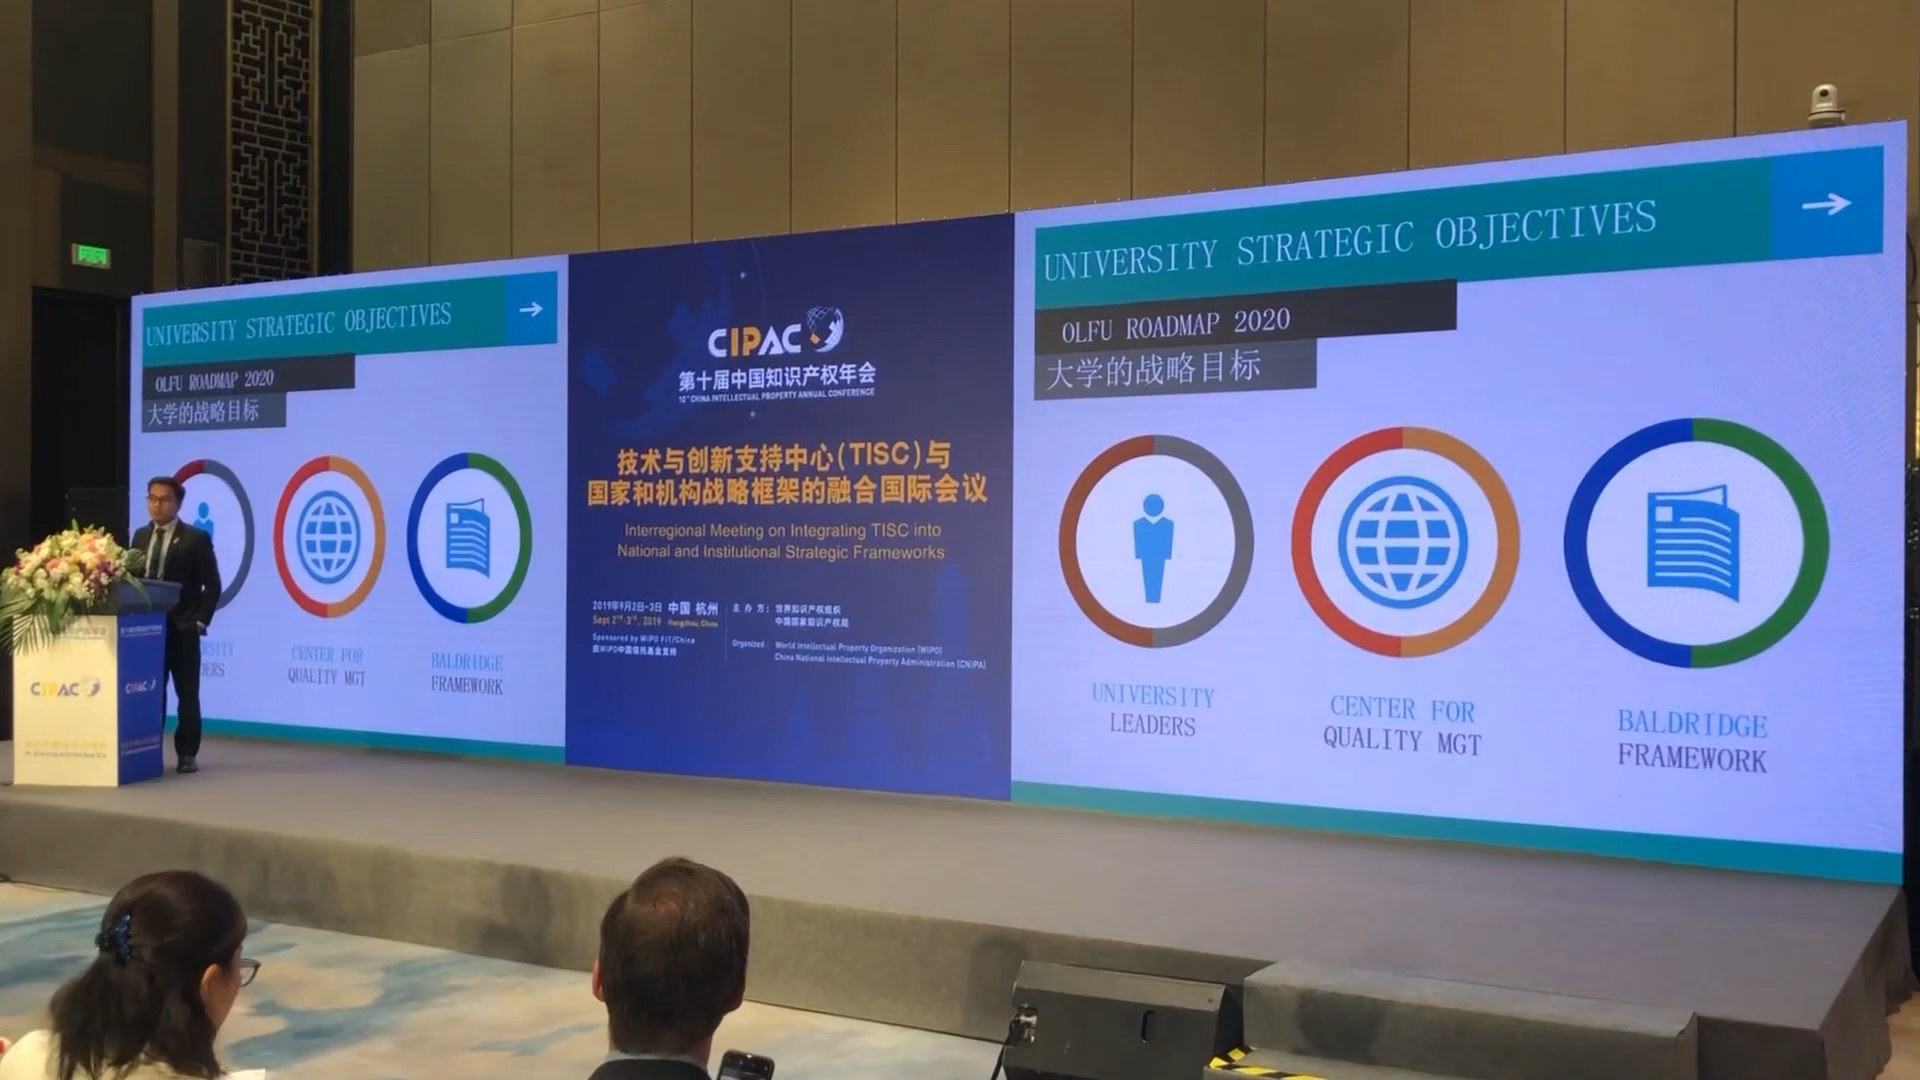 UNIVERSITY STRATEGIC OBJECTIVES
OLFU ROADMAP 2020
大学的战略目标
CENTER FOR
QUALITY MGT
BALDRIDGE
FRAMEWORK
CIPAC
第十届中国知识产权年会
10TH CHINA INTELLECTUAL PROPERTY ANNUAL CONFERENCE
技术与创新支持中心(TISC)与
国家和机构战略框架的融合国际会议
Interregional Meeting on Integrating TISC into
National and Institutional Strategic Frameworks
2019年9月2日-3日 中国 杭州
Sept 2nd-3rd, 2019 Hangzhou, China
Sponsored by WIPO FIT/China
由WIPO中国信托基金支持
主 办 方: 世界知识产权组织
中国国家知识产权局
Organized: World Intellectual Property Organization (WIPO)
China National Intellectual Property Administration (CNIPA)
UNIVERSITY STRATEGIC OBJECTIVES
OLFU ROADMAP 2020
大学的战略目标
UNIVERSITY
LEADERS
CENTER FOR
QUALITY MGT
BALDRIDGE
FRAMEWORK
CIPAC
CIPAC